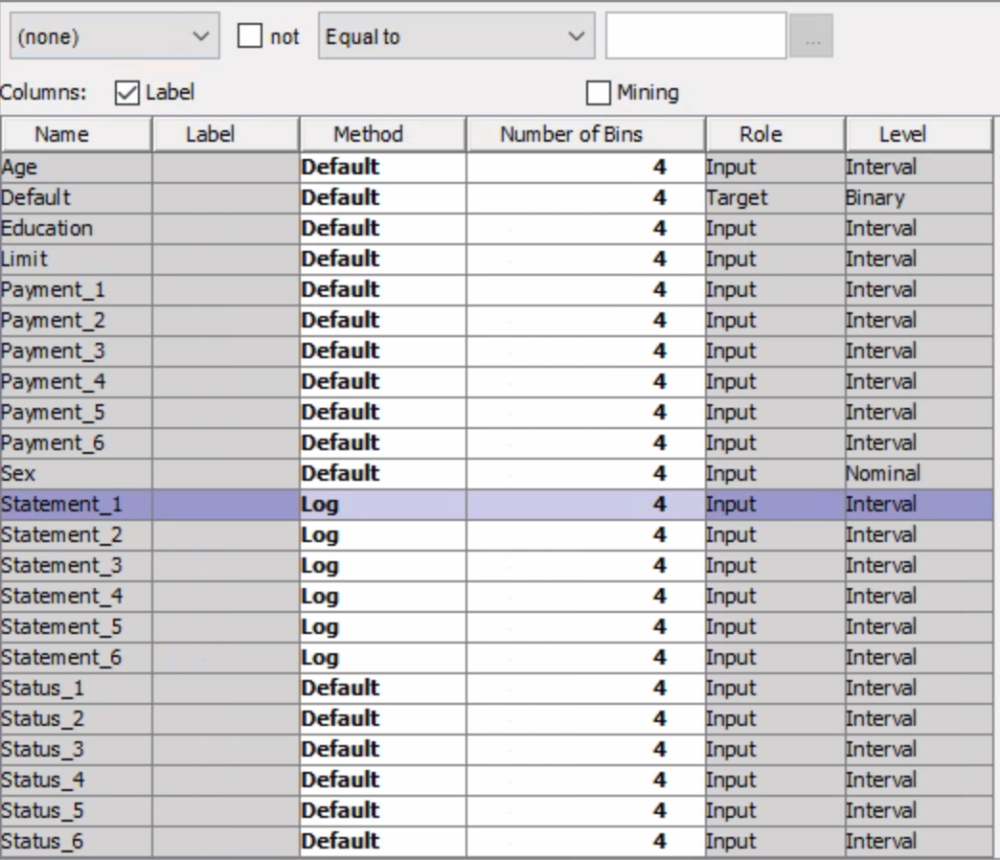 (none) not Equal to ...
Columns: Label Mining
Name Label Method Number of Bins Role Level
Age Default 4 Input Interval
Default Default 4 Target Binary
Education Default 4 Input Interval
Limit Default 4 Input Interval
Payment_1 Default 4 Input Interval
Payment_2 Default 4 Input Interval
Payment_3 Default 4 Input Interval
Payment_4 Default 4 Input Interval
Payment_5 Default 4 Input Interval
Payment_6 Default 4 Input Interval
Sex Default 4 Input Nominal
Statement_1 Log 4 Input Interval
Statement_2 Log 4 Input Interval
Statement_3 Log 4 Input Interval
Statement_4 Log 4 Input Interval
Statement_5 Log 4 Input Interval
Statement_6 Log 4 Input Interval
Status_1 Default 4 Input Interval
Status_2 Default 4 Input Interval
Status_3 Default 4 Input Interval
Status_4 Default 4 Input Interval
Status_5 Default 4 Input Interval
Status_6 Default 4 Input Interval